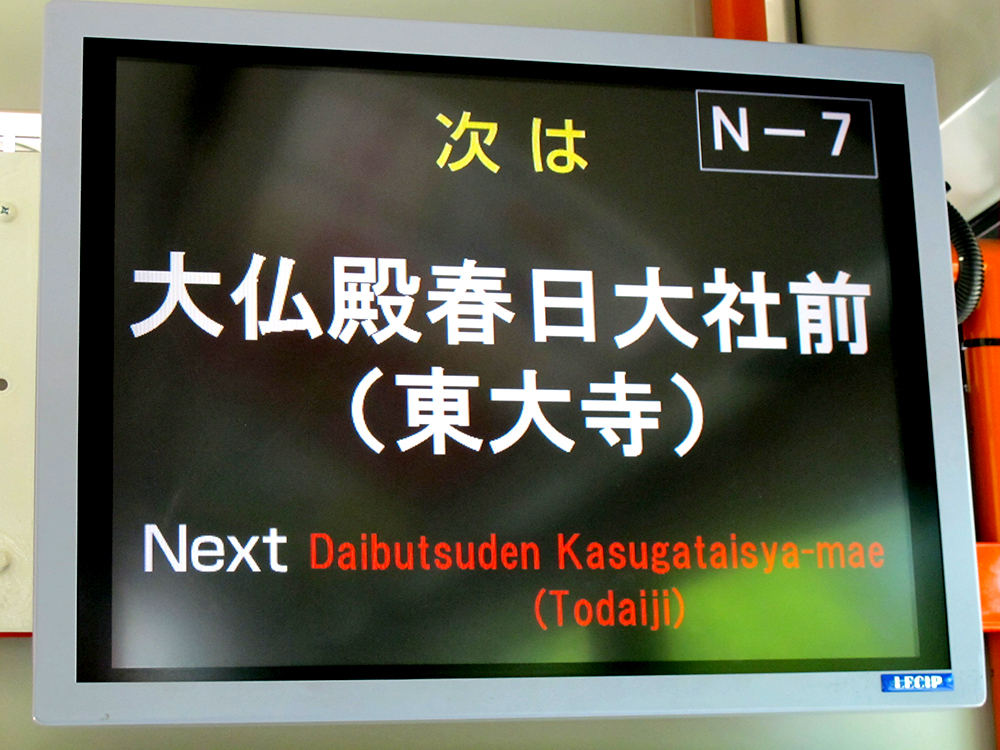 次は
N-7
大仏殿春日大社前
(東大寺)
Next Daibutsuden Kasugataisya-mae
(Todaiji)
LECIP